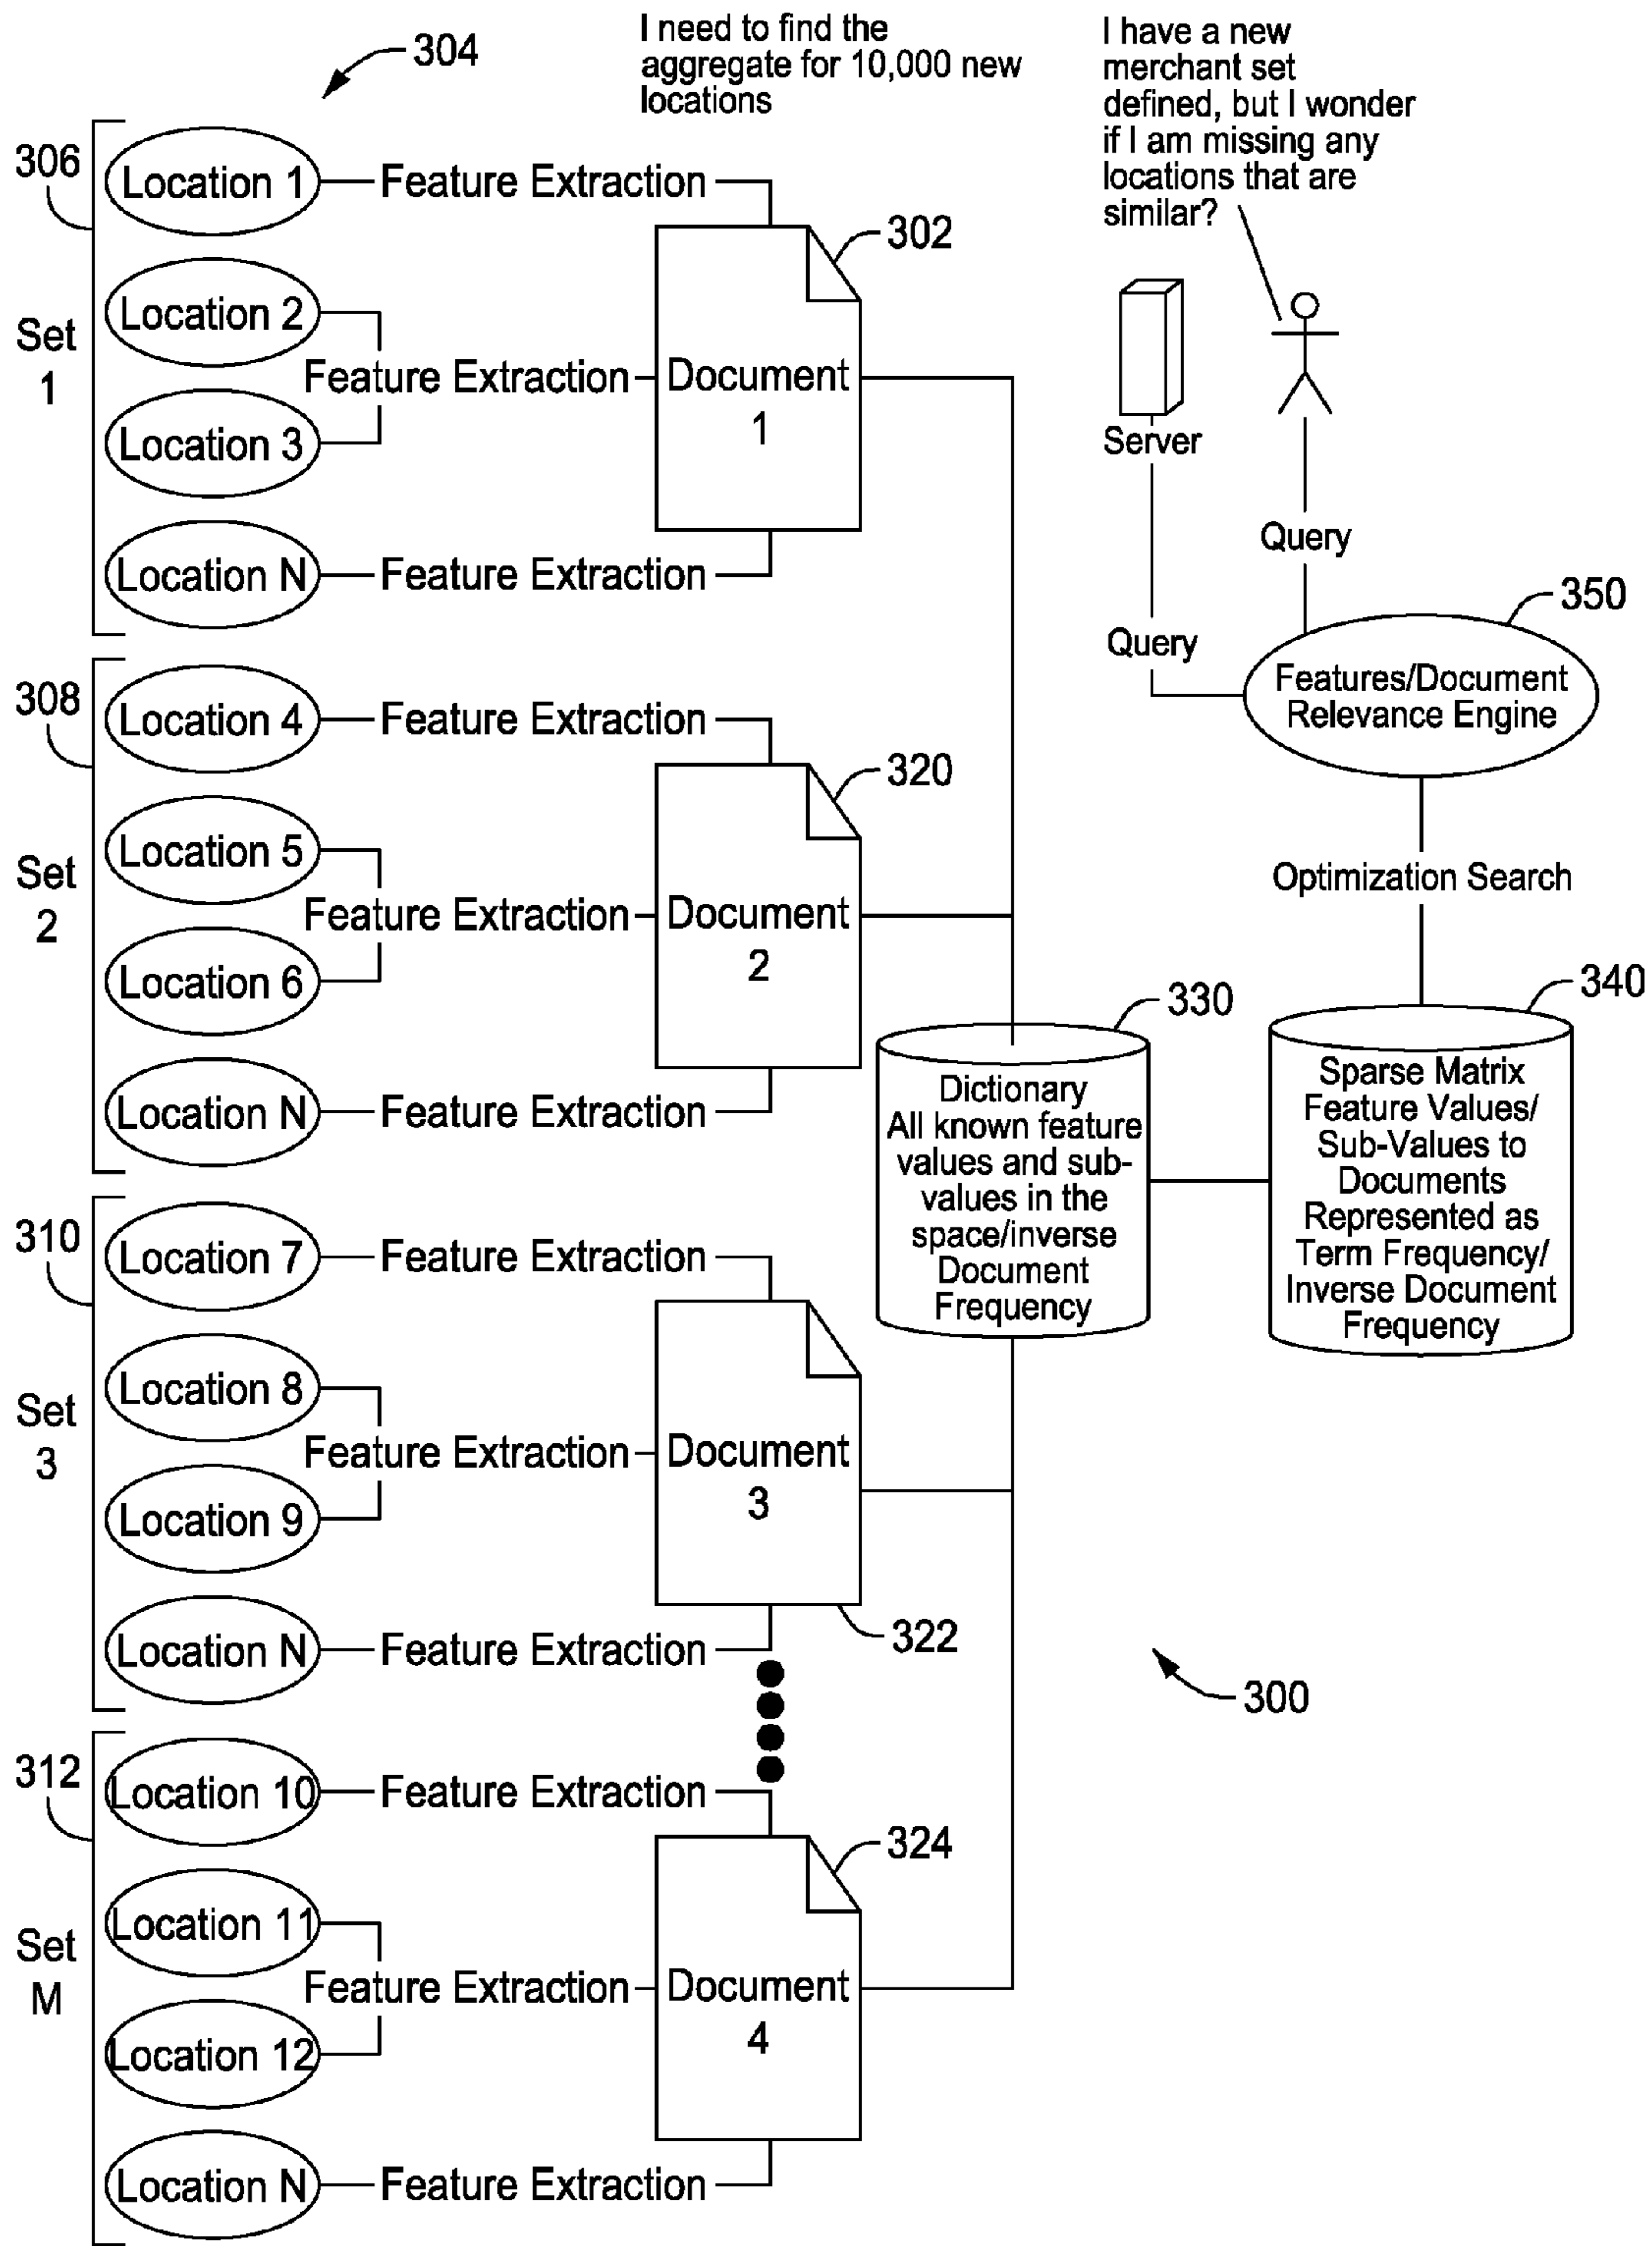 304
I need to find the
aggregate for 10,000 new
locations
I have a new
merchant set
defined, but I wonder
if I am missing any
locations that are
similar?
306
Set
1
Location 1
Feature Extraction
Location 2
Location 3
Feature Extraction
Location N
Feature Extraction
302
Document
1
Server
Query
Query
350
Features/Document
Relevance Engine
Optimization Search
308
Set
2
Location 4
Feature Extraction
Location 5
Location 6
Feature Extraction
Location N
Feature Extraction
320
Document
2
330
Dictionary
All known feature
values and sub-
values in the
space/inverse
Document
Frequency
340
Sparse Matrix
Feature Values/
Sub-Values to
Documents
Represented as
Term Frequency/
Inverse Document
Frequency
310
Set
3
Location 7
Feature Extraction
Location 8
Location 9
Feature Extraction
Location N
Feature Extraction
Document
3
322
300
312
Set
M
Location 10
Feature Extraction
Location 11
Location 12
Feature Extraction
Location N
Feature Extraction
324
Document
4